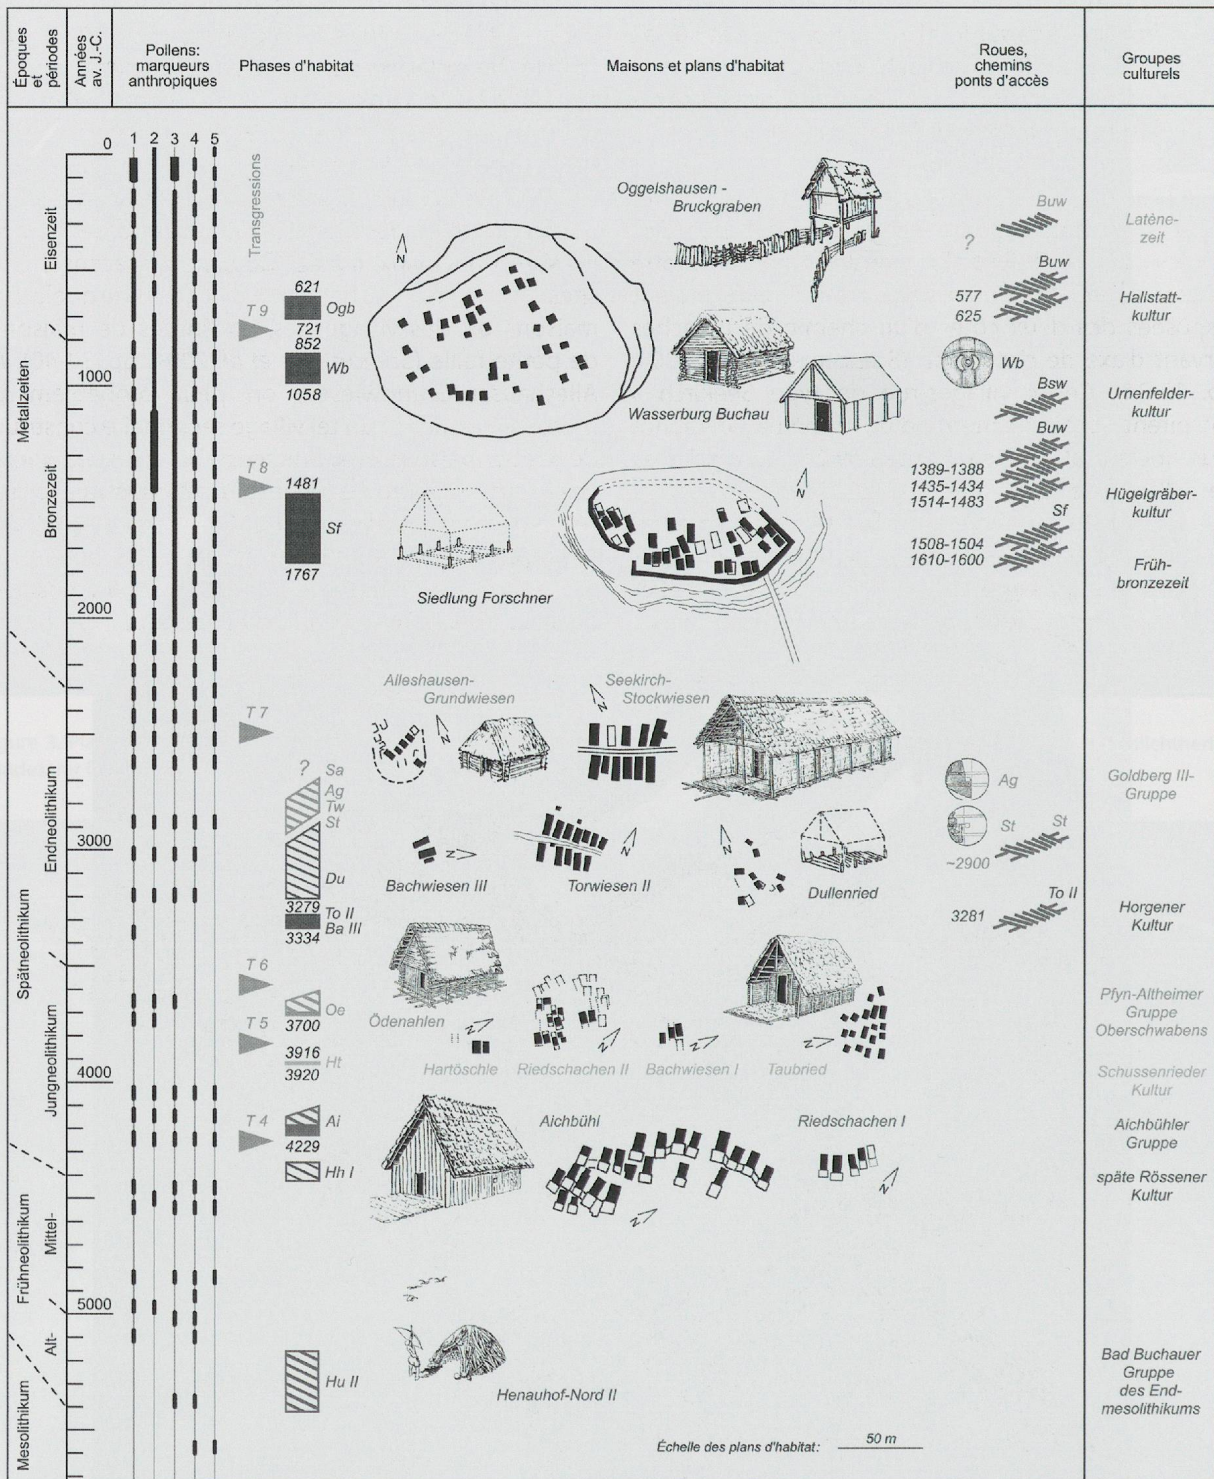 Époques
et
périodes
Années
av. J.-C.
Pollens:
marqueurs
anthropiques
Phases d'habitat
Maisons et plans d'habitat
Roues,
chemins
ponts d'accès
Groupes
culturels
Eisenzeit
Metallzeiten
Bronzezeit
Endneolithikum
Spätneolithikum
Jungneolithikum
Mittel-
Frühneolithikum
Alt-
Mesolithikum
0
1000
2000
3000
4000
5000
1 2 3 4 5
Transgressions
T 9
T 8
T 7
T 6
T 5
T 4
621
Ogb
721
852
Wb
1058
1481
Sf
1767
?
Sa
Ag
Tw
St
Du
3279
To II
Ba III
3334
Oe
3700
3916
Ht
3920
Ai
4229
Hh I
Hu II
Oggelshausen -
Bruckgraben
N
Wasserburg Buchau
N
Siedlung Forschner
Alleshausen-
Grundwiesen
N
Seekirch-
Stockwiesen
N
Bachwiesen III
N
Torwiesen II
N
N
Dullenried
Ödenahlen
N
Hartöschle
Riedschachen II
N
Bachwiesen I
N
Taubried
N
Aichbühl
N
Riedschachen I
N
Henauhof-Nord II
Échelle des plans d'habitat:
50 m
Buw
?
Buw
577
625
Wb
Bsw
Buw
1389-1388
1435-1434
1514-1483
Sf
1508-1504
1610-1600
Ag
St
St
~2900
To II
3281
Latène-
zeit
Hallstatt-
kultur
Urnenfelder-
kultur
Hügelgräber-
kultur
Früh-
bronzezeit
Goldberg III-
Gruppe
Horgener
Kultur
Pfyn-Altheimer
Gruppe
Oberschwabens
Schussenrieder
Kultur
Aichbühler
Gruppe
späte Rössener
Kultur
Bad Buchauer
Gruppe
des End-
mesolithikums